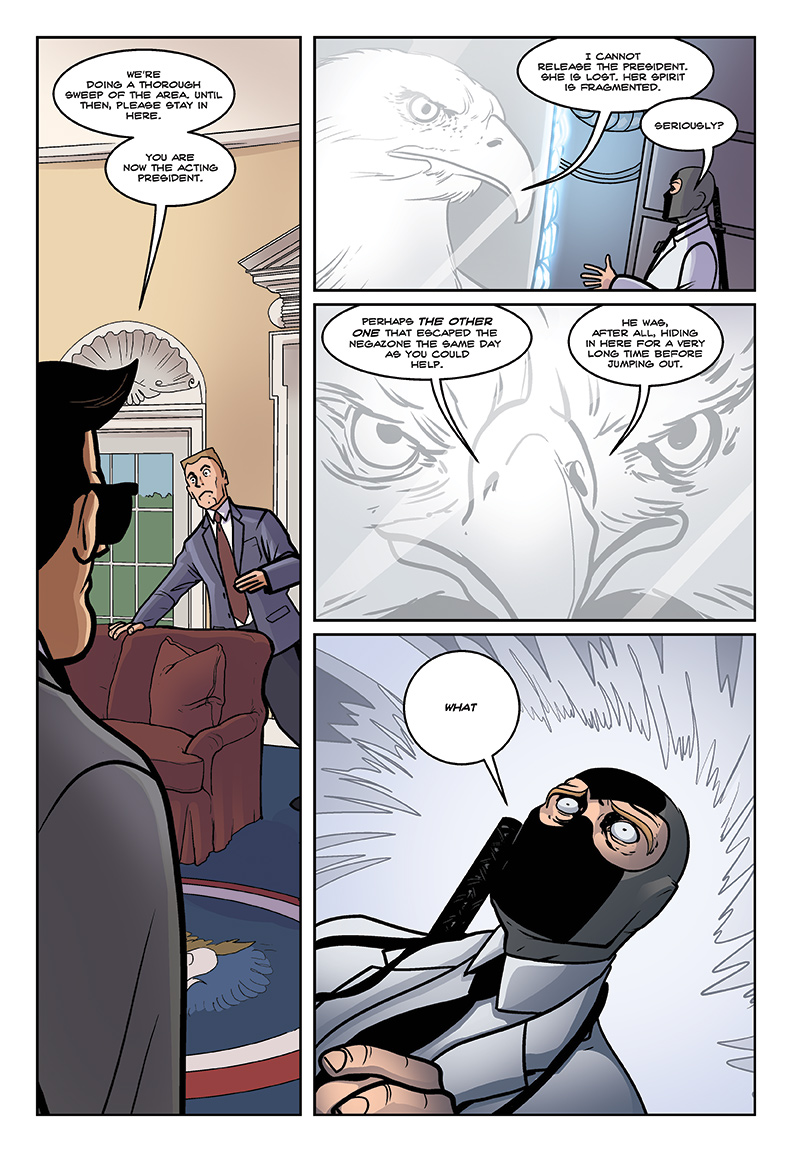 WE'RE
DOING A THOROUGH
SWEEP OF THE AREA. UNTIL
THEN, PLEASE STAY IN
HERE.
YOU ARE
NOW THE ACTING
PRESIDENT.
I CANNOT
RELEASE THE PRESIDENT.
SHE IS LOST. HER SPIRIT
IS FRAGMENTED.
SERIOUSLY?
PERHAPS THE OTHER
ONE THAT ESCAPED THE
NEGAZONE THE SAME DAY
AS YOU COULD
HELP.
HE WAS,
AFTER ALL, HIDING
IN HERE FOR A VERY
LONG TIME BEFORE
JUMPING OUT.
WHAT